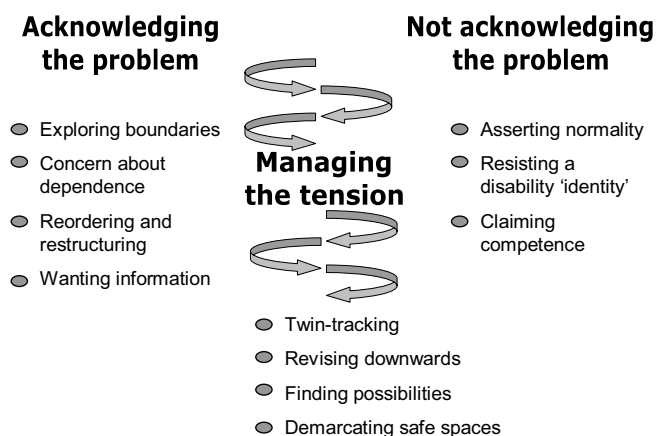 Acknowledging
the problem
Exploring boundaries
Concern about
dependence
Reordering and
restructuring
Wanting information
Not acknowledging
the problem
Asserting normality
Resisting a
disability ‘identity’
Claiming
competence
Managing
the tension
Twin-tracking
Revising downwards
Finding possibilities
Demarcating safe spaces